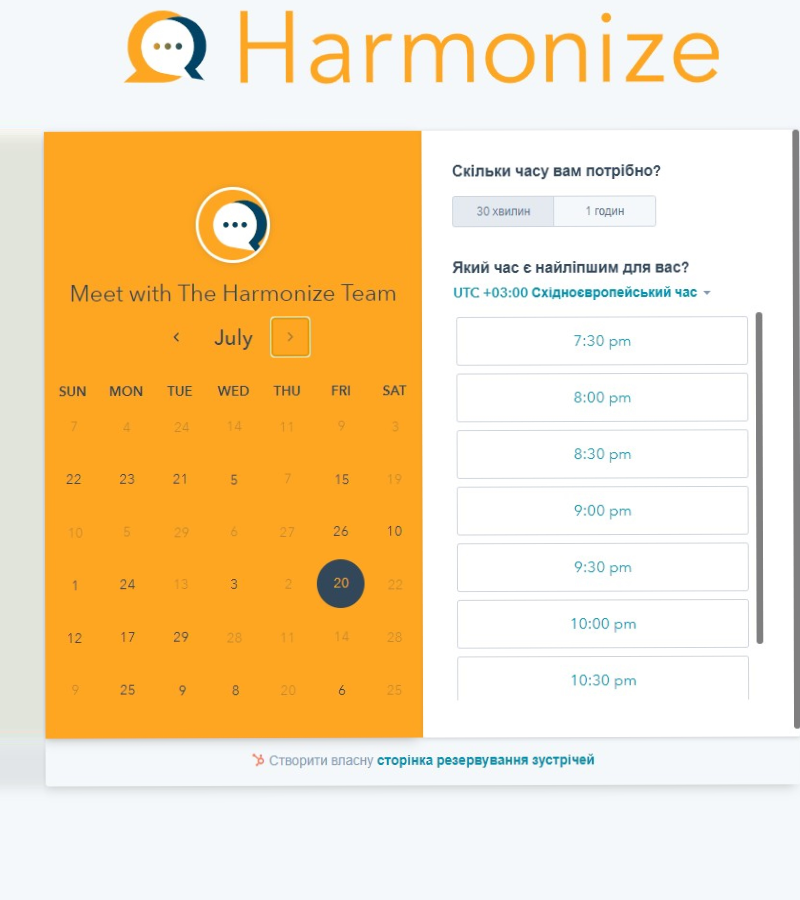 Harmonize
Meet with The Harmonize Team
July
SUN MON TUE WED THU FRI SAT
7 4 24 14 11 9 3
22 23 21 5 7 15 19
10 5 29 6 27 26 10
1 24 13 3 2 20 22
12 17 29 28 11 14 28
9 25 9 8 20 6 25
Скільки часу вам потрібно?
30 хвилин 1 годин
Який час є найліпшим для вас?
UTC +03:00 Східноєвропейський час
7:30 pm
8:00 pm
8:30 pm
9:00 pm
9:30 pm
10:00 pm
10:30 pm
Створити власну сторінка резервування зустрічей